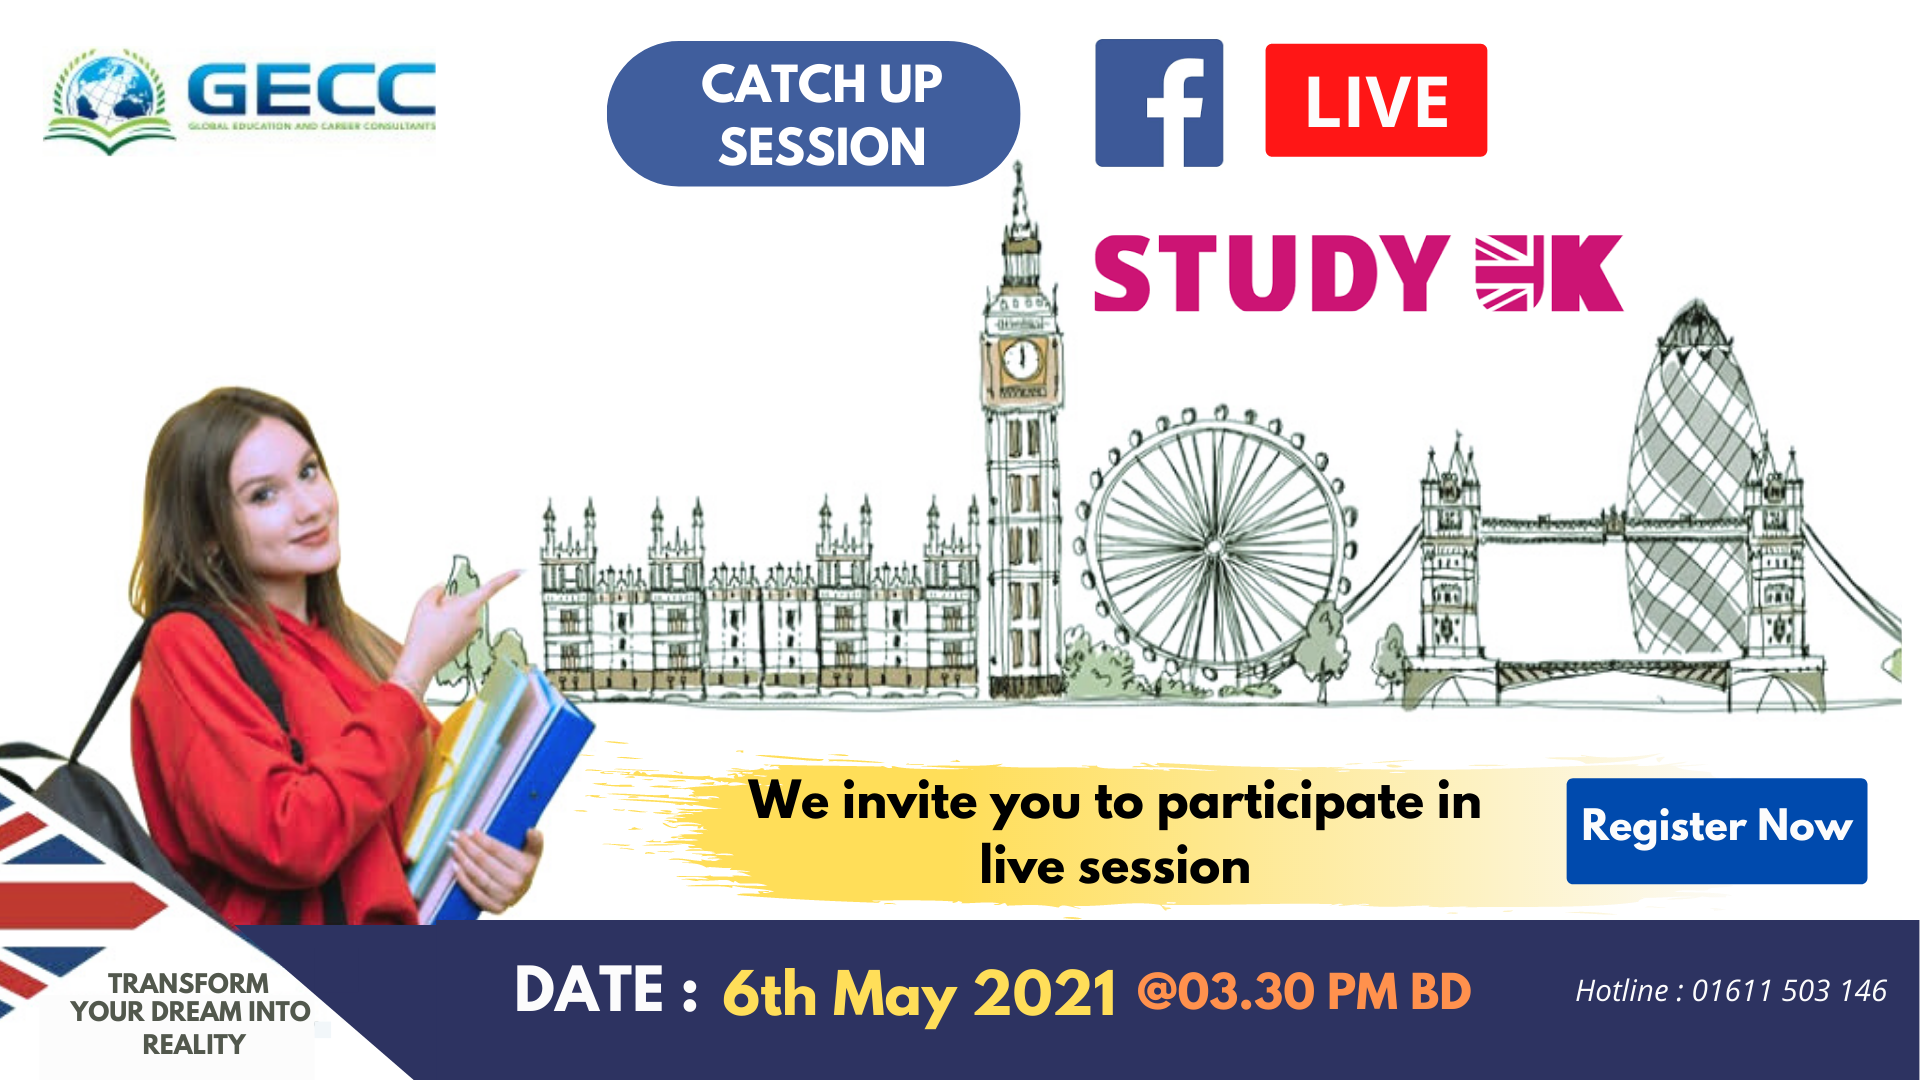 GECC
GLOBAL EDUCATION AND CAREER CONSULTANTS
CATCH UP
SESSION
f
LIVE
STUDY UK
We invite you to participate in
live session
Register Now
DATE : 6th May 2021 @03.30 PM BD
Hotline : 01611 503 146
TRANSFORM
YOUR DREAM INTO
REALITY